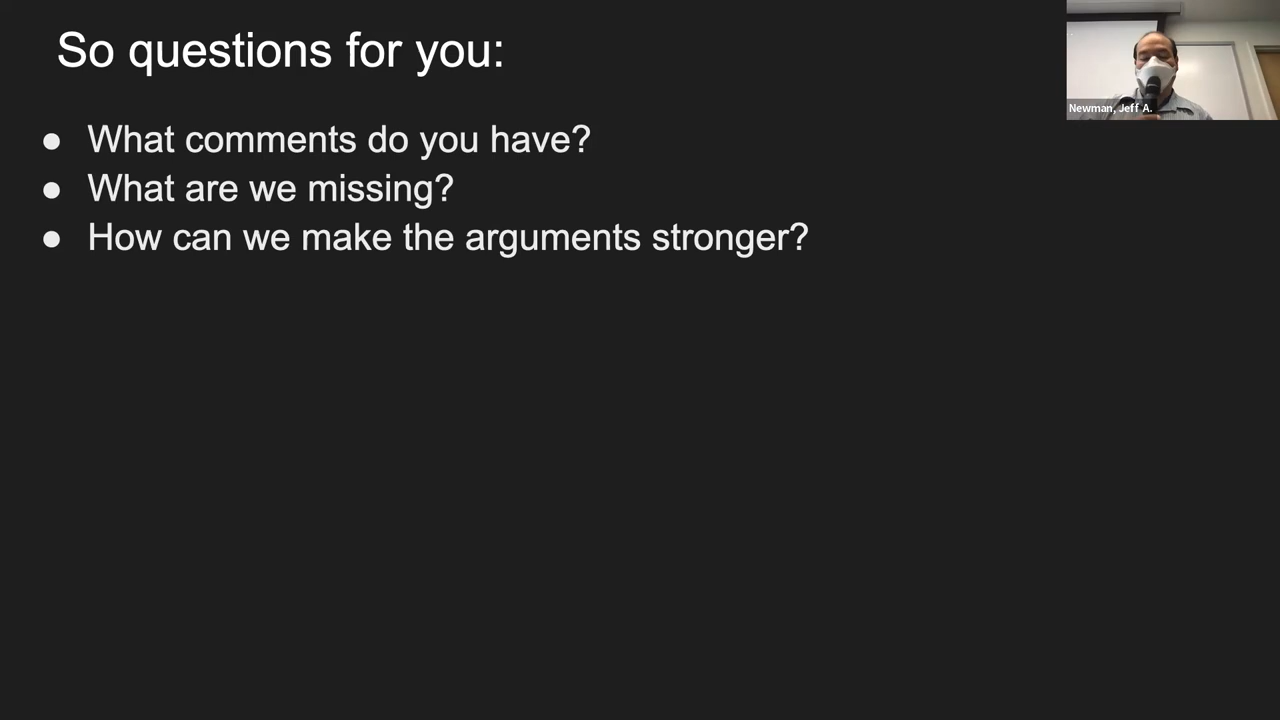 So questions for you:
● What comments do you have?
● What are we missing?
● How can we make the arguments stronger?
Newman, Jeff A.